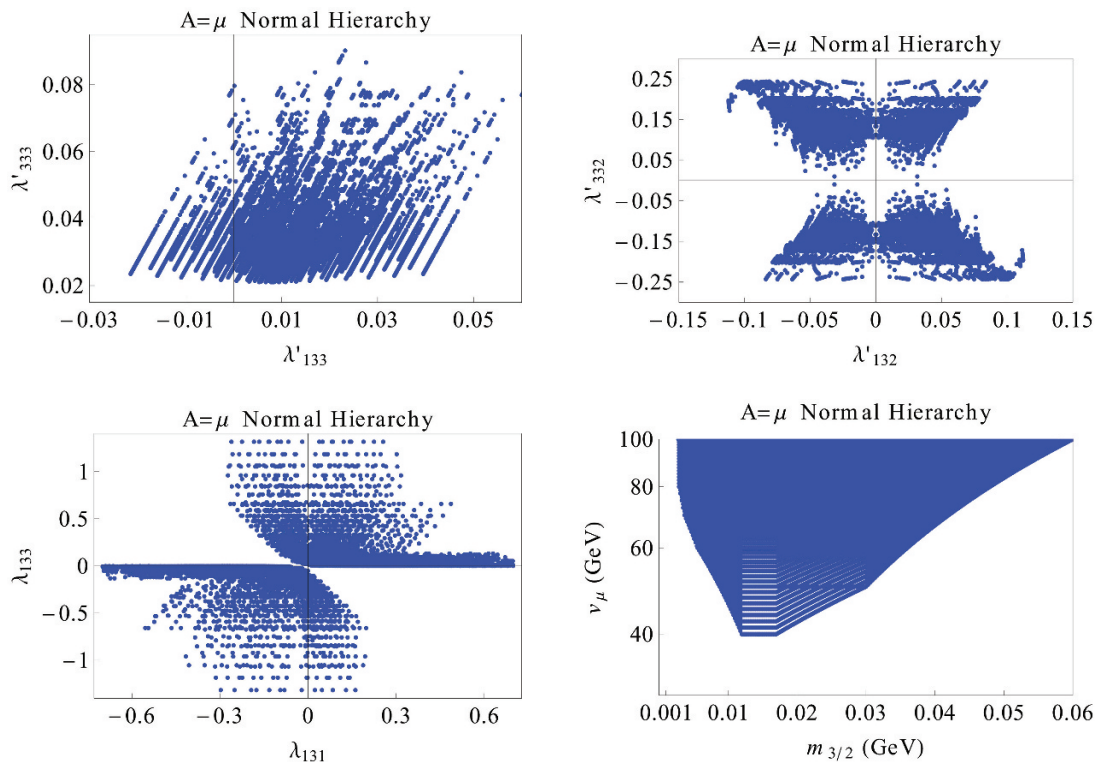 A=μ Normal Hierarchy
λ'333
0.08
0.06
0.04
0.02
−0.03 −0.01 0.01 0.03 0.05
λ'133
A=μ Normal Hierarchy
λ'332
0.25
0.15
0.05
−0.05
−0.15
−0.25
−0.15 −0.1 −0.05 0 0.05 0.1 0.15
λ'132
A=μ Normal Hierarchy
λ133
1
0.5
0
−0.5
−1
−0.6 −0.3 0 0.3 0.6
λ131
A=μ Normal Hierarchy
vμ (GeV)
100
80
60
40
0.001 0.01 0.02 0.03 0.04 0.05 0.06
m3/2 (GeV)